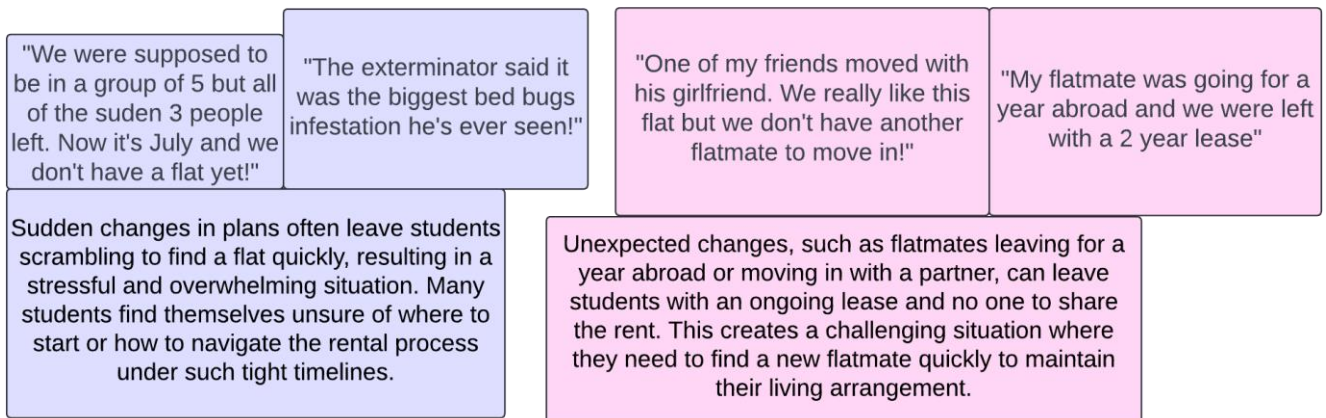 "We were supposed to
be in a group of 5 but all
of the suden 3 people
left. Now it's July and we
don't have a flat yet!"
"The exterminator said it
was the biggest bed bugs
infestation he's ever seen!"
"One of my friends moved with
his girlfriend. We really like this
flat but we don't have another
flatmate to move in!"
"My flatmate was going for a
year abroad and we were left
with a 2 year lease"
Sudden changes in plans often leave students
scrambling to find a flat quickly, resulting in a
stressful and overwhelming situation. Many
students find themselves unsure of where to
start or how to navigate the rental process
under such tight timelines.
Unexpected changes, such as flatmates leaving for a
year abroad or moving in with a partner, can leave
students with an ongoing lease and no one to share
the rent. This creates a challenging situation where
they need to find a new flatmate quickly to maintain
their living arrangement.